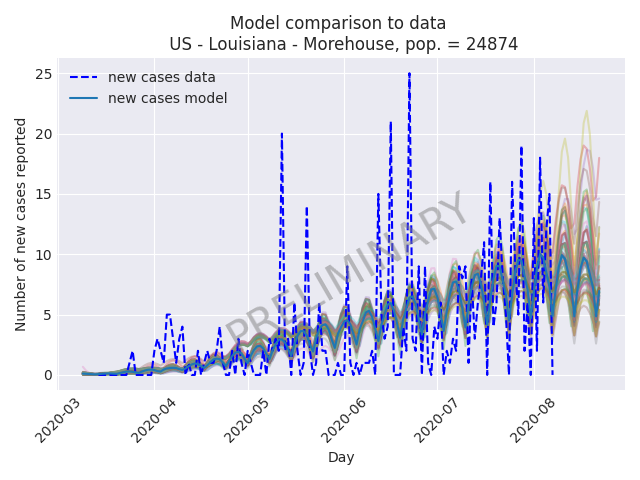 Model comparison to data
US - Louisiana - Morehouse, pop. = 24874
new cases data
new cases model
PRELIMINARY
Number of new cases reported
25
20
15
10
5
0
2020-03
2020-04
2020-05
2020-06
2020-07
2020-08
Day